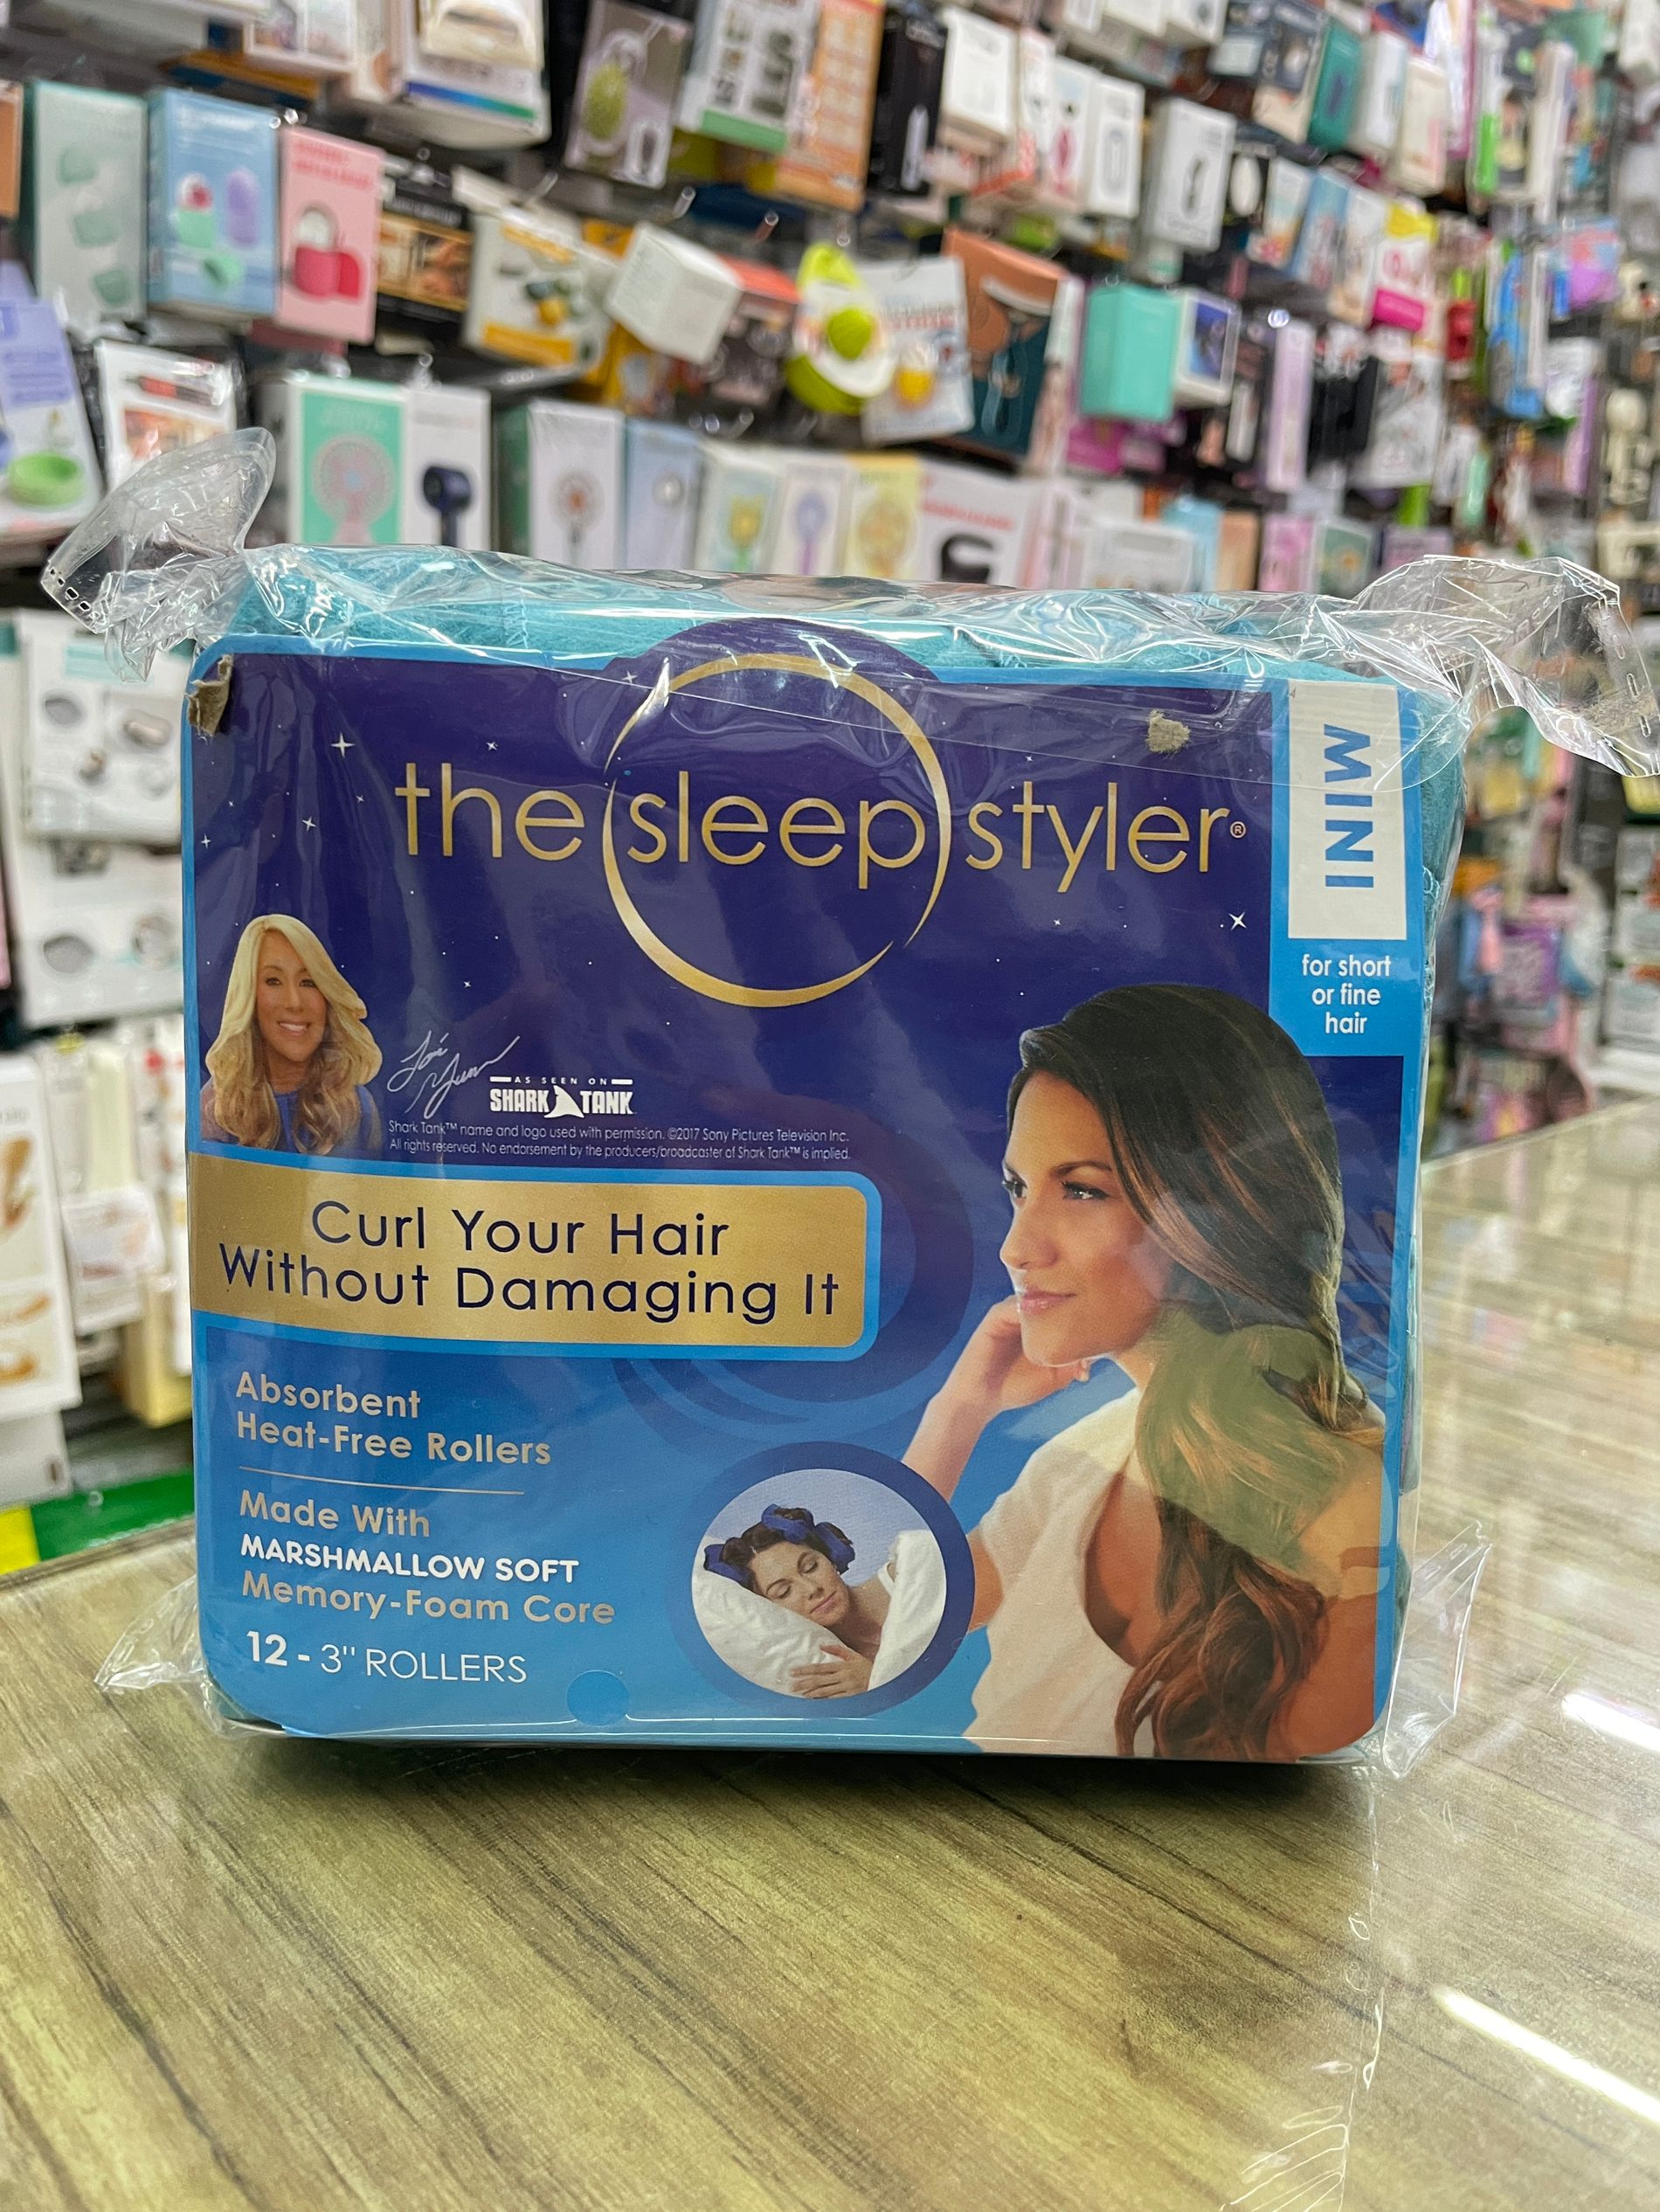 the sleep styler®
MINI
for short
or fine
hair
AS SEEN ON
SHARK TANK
Shark Tank™ name and logo used with permission. ©2017 Sony Pictures Television Inc.
All rights reserved. No endorsement by the producers/broadcaster of Shark Tank™ is implied.
Curl Your Hair
Without Damaging It
Absorbent
Heat-Free Rollers
Made With
MARSHMALLOW SOFT
Memory-Foam Core
12 - 3" ROLLERS